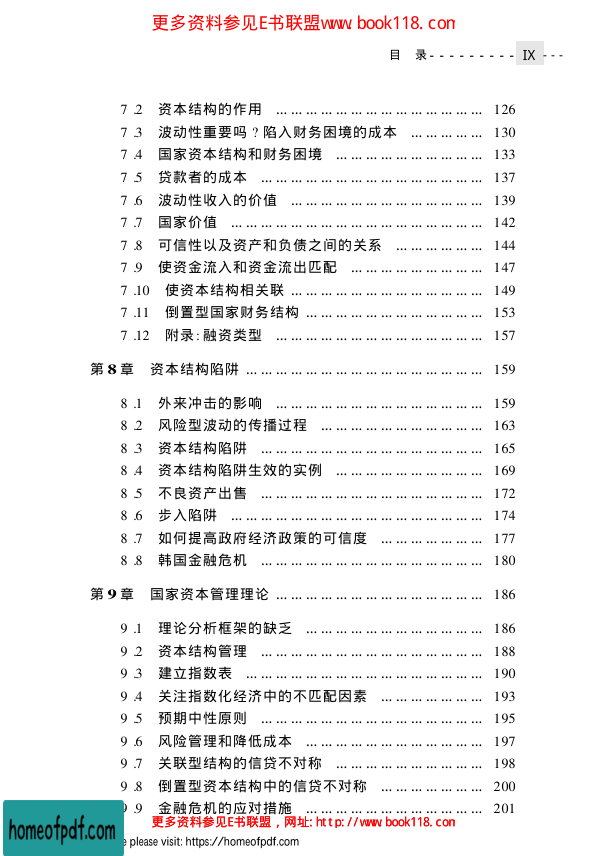 更多资料参见E书联盟www.book118.com
目 录--------- IX ---
7.2 资本结构的作用 ……………………………………… 126
7.3 波动性重要吗?陷入财务困境的成本 …………… 130
7.4 国家资本结构和财务困境 ………………………… 133
7.5 贷款者的成本 ……………………………………… 137
7.6 波动性收入的价值 ………………………………… 139
7.7 国家价值 …………………………………………… 142
7.8 可信性以及资产和负债之间的关系 ……………… 144
7.9 使资金流入和资金流出匹配 ……………………… 147
7.10 使资本结构相关联 ………………………………… 149
7.11 倒置型国家财务结构 ……………………………… 153
7.12 附录:融资类型 …………………………………… 157
第8章 资本结构陷阱 ……………………………………… 159
8.1 外来冲击的影响 …………………………………… 159
8.2 风险型波动的传播过程 …………………………… 163
8.3 资本结构陷阱 ……………………………………… 165
8.4 资本结构陷阱生效的实例 ………………………… 169
8.5 不良资产出售 ……………………………………… 172
8.6 步入陷阱 …………………………………………… 174
8.7 如何提高政府经济政策的可信度 ………………… 177
8.8 韩国金融危机 ……………………………………… 180
第9章 国家资本管理理论 ………………………………… 186
9.1 理论分析框架的缺乏 ……………………………… 186
9.2 资本结构管理 ……………………………………… 188
9.3 建立指数表 ………………………………………… 190
9.4 关注指数化经济中的不匹配因素 ………………… 193
9.5 预期中性原则 ……………………………………… 195
9.6 风险管理和降低成本 ……………………………… 197
9.7 关联型结构的信贷不对称 ………………………… 198
9.8 倒置型资本结构中的信贷不对称 ………………… 200
9.9 金融危机的应对措施 ……………………………… 201
更多资料参见E书联盟,网址:http://www.book118.com
homeofpdf.com
please visit: https://homeofpdf.com